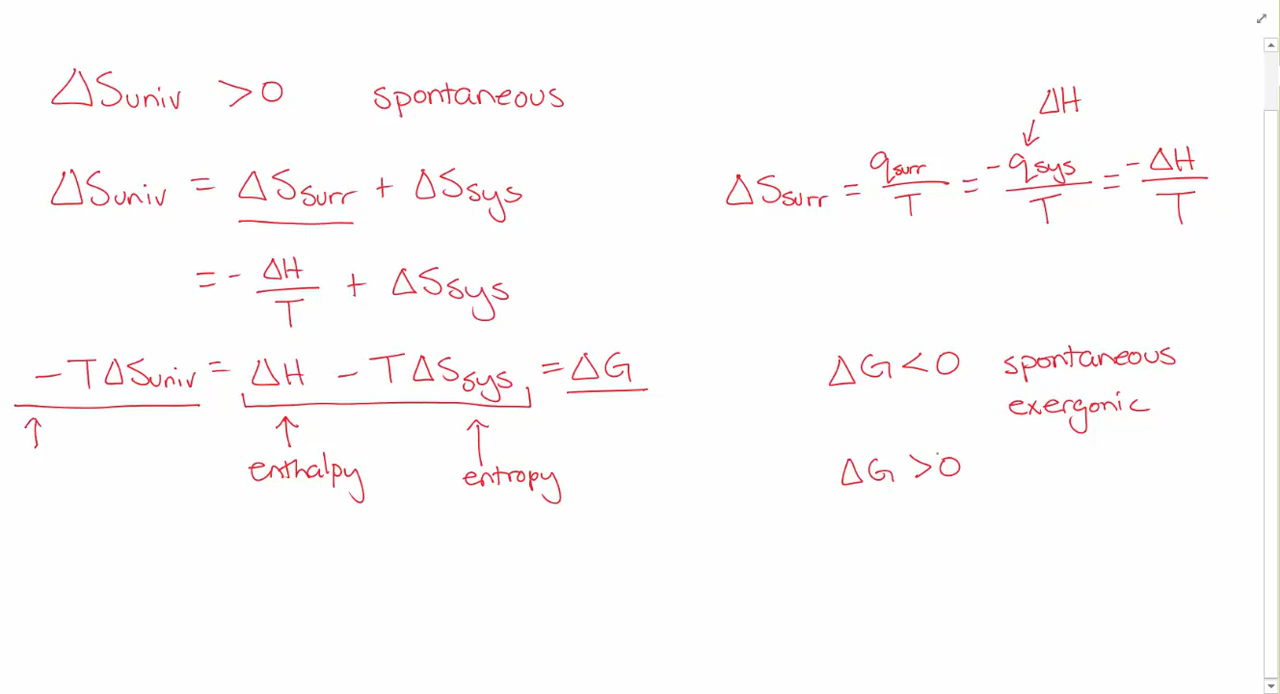 ΔSuniv >0 spontaneous
ΔSuniv = ΔSsurr + ΔSsys
= - ΔH/T + ΔSsys
-TΔSuniv = ΔH - TΔSsys = ΔG
enthalpy entropy
ΔH
ΔSsurr = qsurr/T = -qsys/T = -ΔH/T
ΔG<0 spontaneous
exergonic
ΔG >0